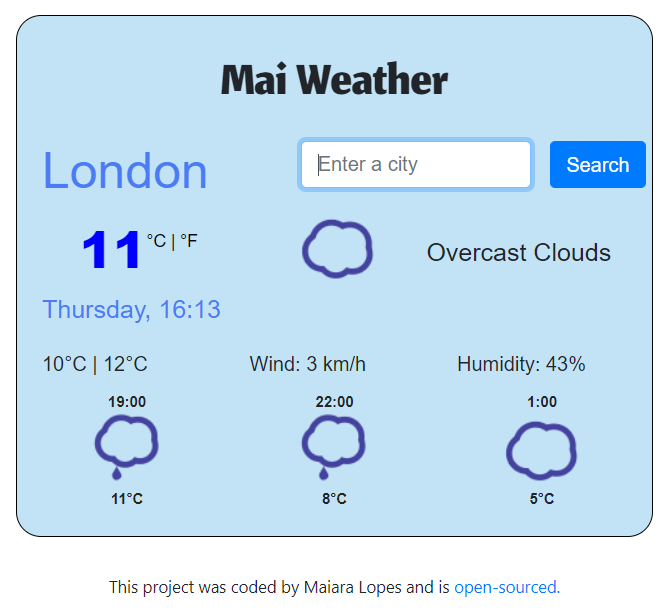 Mai Weather
London
Enter a city
Search
11 °C | °F
Overcast Clouds
Thursday, 16:13
10°C | 12°C
Wind: 3 km/h
Humidity: 43%
19:00
22:00
1:00
11°C
8°C
5°C
This project was coded by Maiara Lopes and is open-sourced.